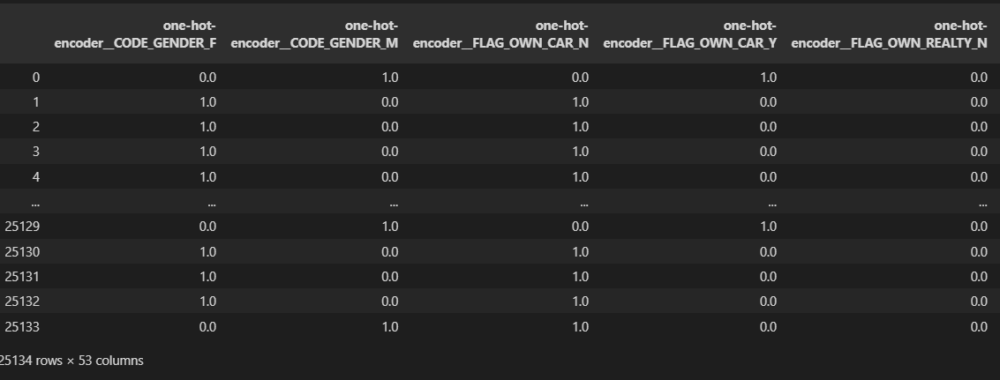 one-hot- one-hot- one-hot- one-hot- one-hot-
encoder__CODE_GENDER_F encoder__CODE_GENDER_M encoder__FLAG_OWN_CAR_N encoder__FLAG_OWN_CAR_Y encoder__FLAG_OWN_REALTY_N
0 0.0 1.0 0.0 1.0 0.0
1 1.0 0.0 1.0 0.0 0.0
2 1.0 0.0 1.0 0.0 0.0
3 1.0 0.0 1.0 0.0 0.0
4 1.0 0.0 1.0 0.0 0.0
... ... ... ... ... ...
25129 0.0 1.0 0.0 1.0 0.0
25130 1.0 0.0 1.0 0.0 0.0
25131 1.0 0.0 1.0 0.0 0.0
25132 1.0 0.0 1.0 0.0 0.0
25133 0.0 1.0 1.0 0.0 0.0
25134 rows × 53 columns